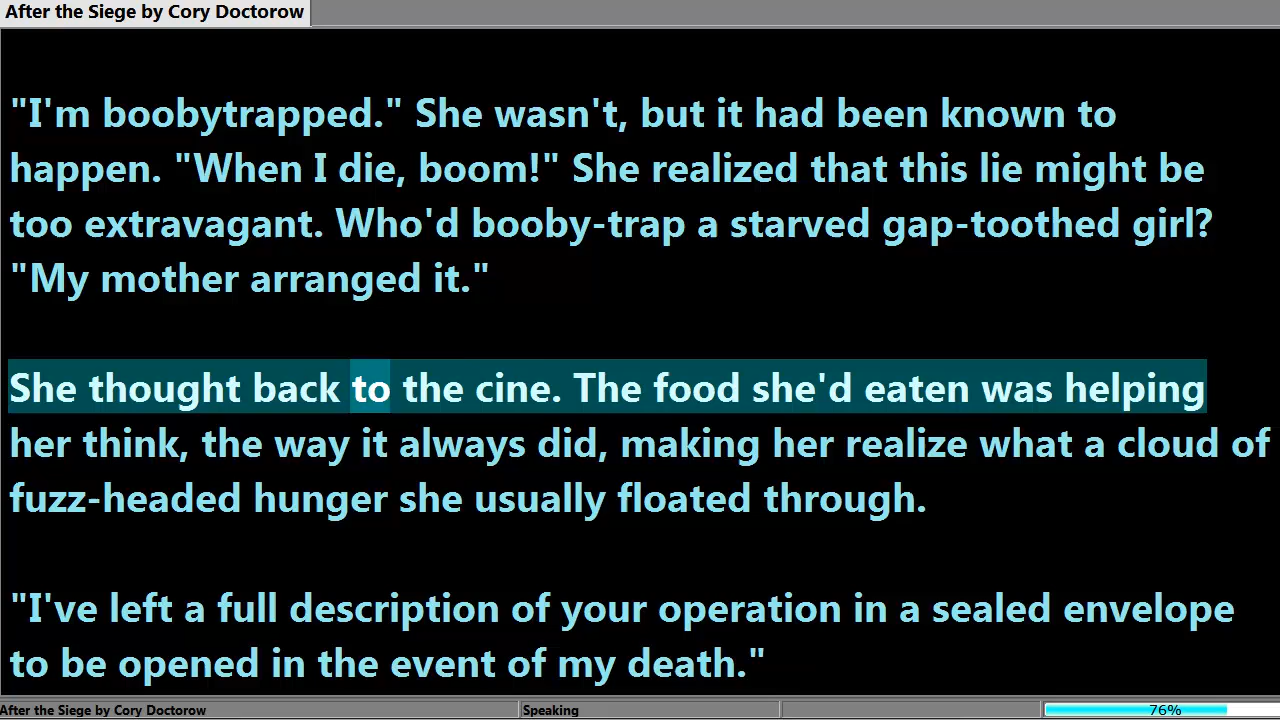 After the Siege by Cory Doctorow
"I'm boobytrapped." She wasn't, but it had been known to
happen. "When I die, boom!" She realized that this lie might be
too extravagant. Who'd booby-trap a starved gap-toothed girl?
"My mother arranged it."
She thought back to the cine. The food she'd eaten was helping
her think, the way it always did, making her realize what a cloud of
fuzz-headed hunger she usually floated through.
"I've left a full description of your operation in a sealed envelope
to be opened in the event of my death."
After the Siege by Cory Doctorow
Speaking
76%